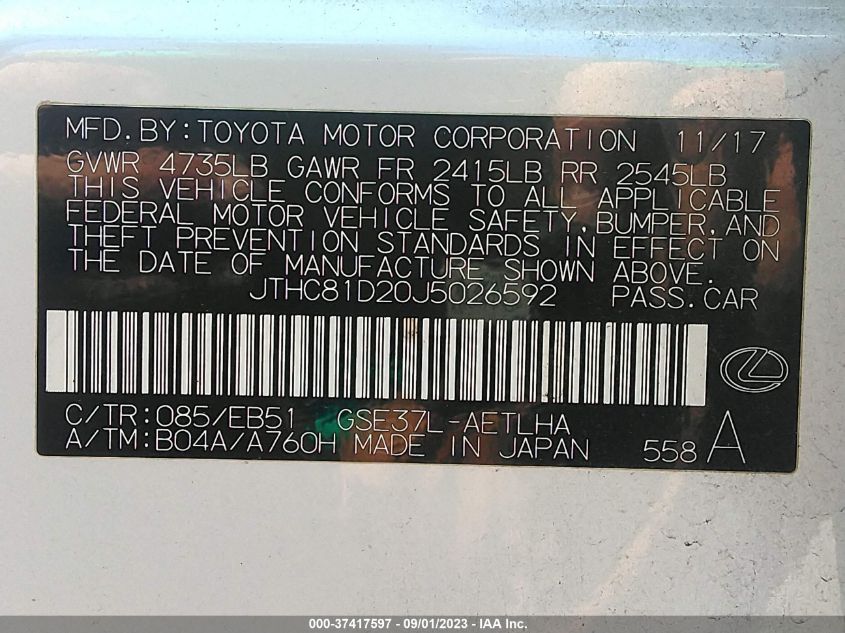 MFD.BY:TOYOTA MOTOR CORPORATION 11/17
GVWR 4735LB GAWR FR 2415LB RR 2545LB
THIS VEHICLE CONFORMS TO ALL APPLICABLE
FEDERAL MOTOR VEHICLE SAFETY,BUMPER,AND
THEFT PREVENTION STANDARDS IN EFFECT ON
THE DATE OF MANUFACTURE SHOWN ABOVE.
JTHC81D20J5026592 PASS.CAR
C/TR:085/EB51 GSE37L-AETLHA
A/TM:B04A/A760H MADE IN JAPAN 558 A
000-37417597 - 09/01/2023 - IAA Inc.